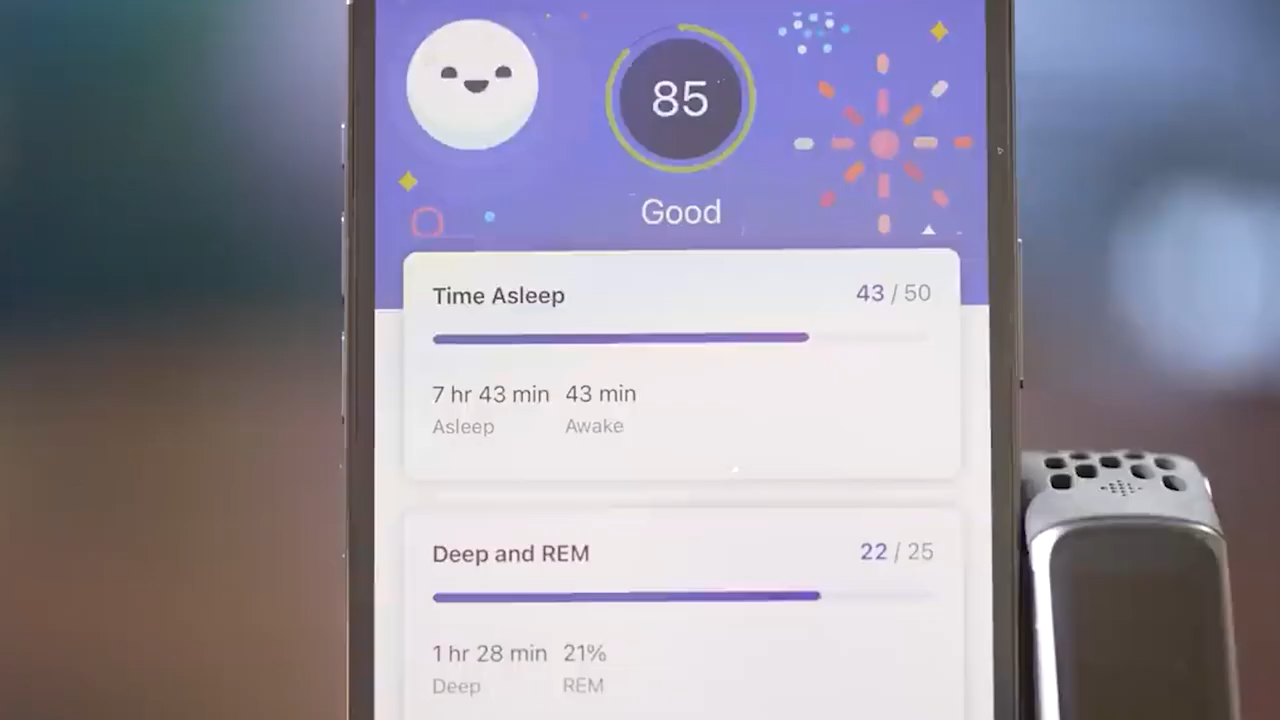 85
Good
Time Asleep 43 / 50
7 hr 43 min 43 min
Asleep Awake
Deep and REM 22 / 25
1 hr 28 min 21%
Deep REM